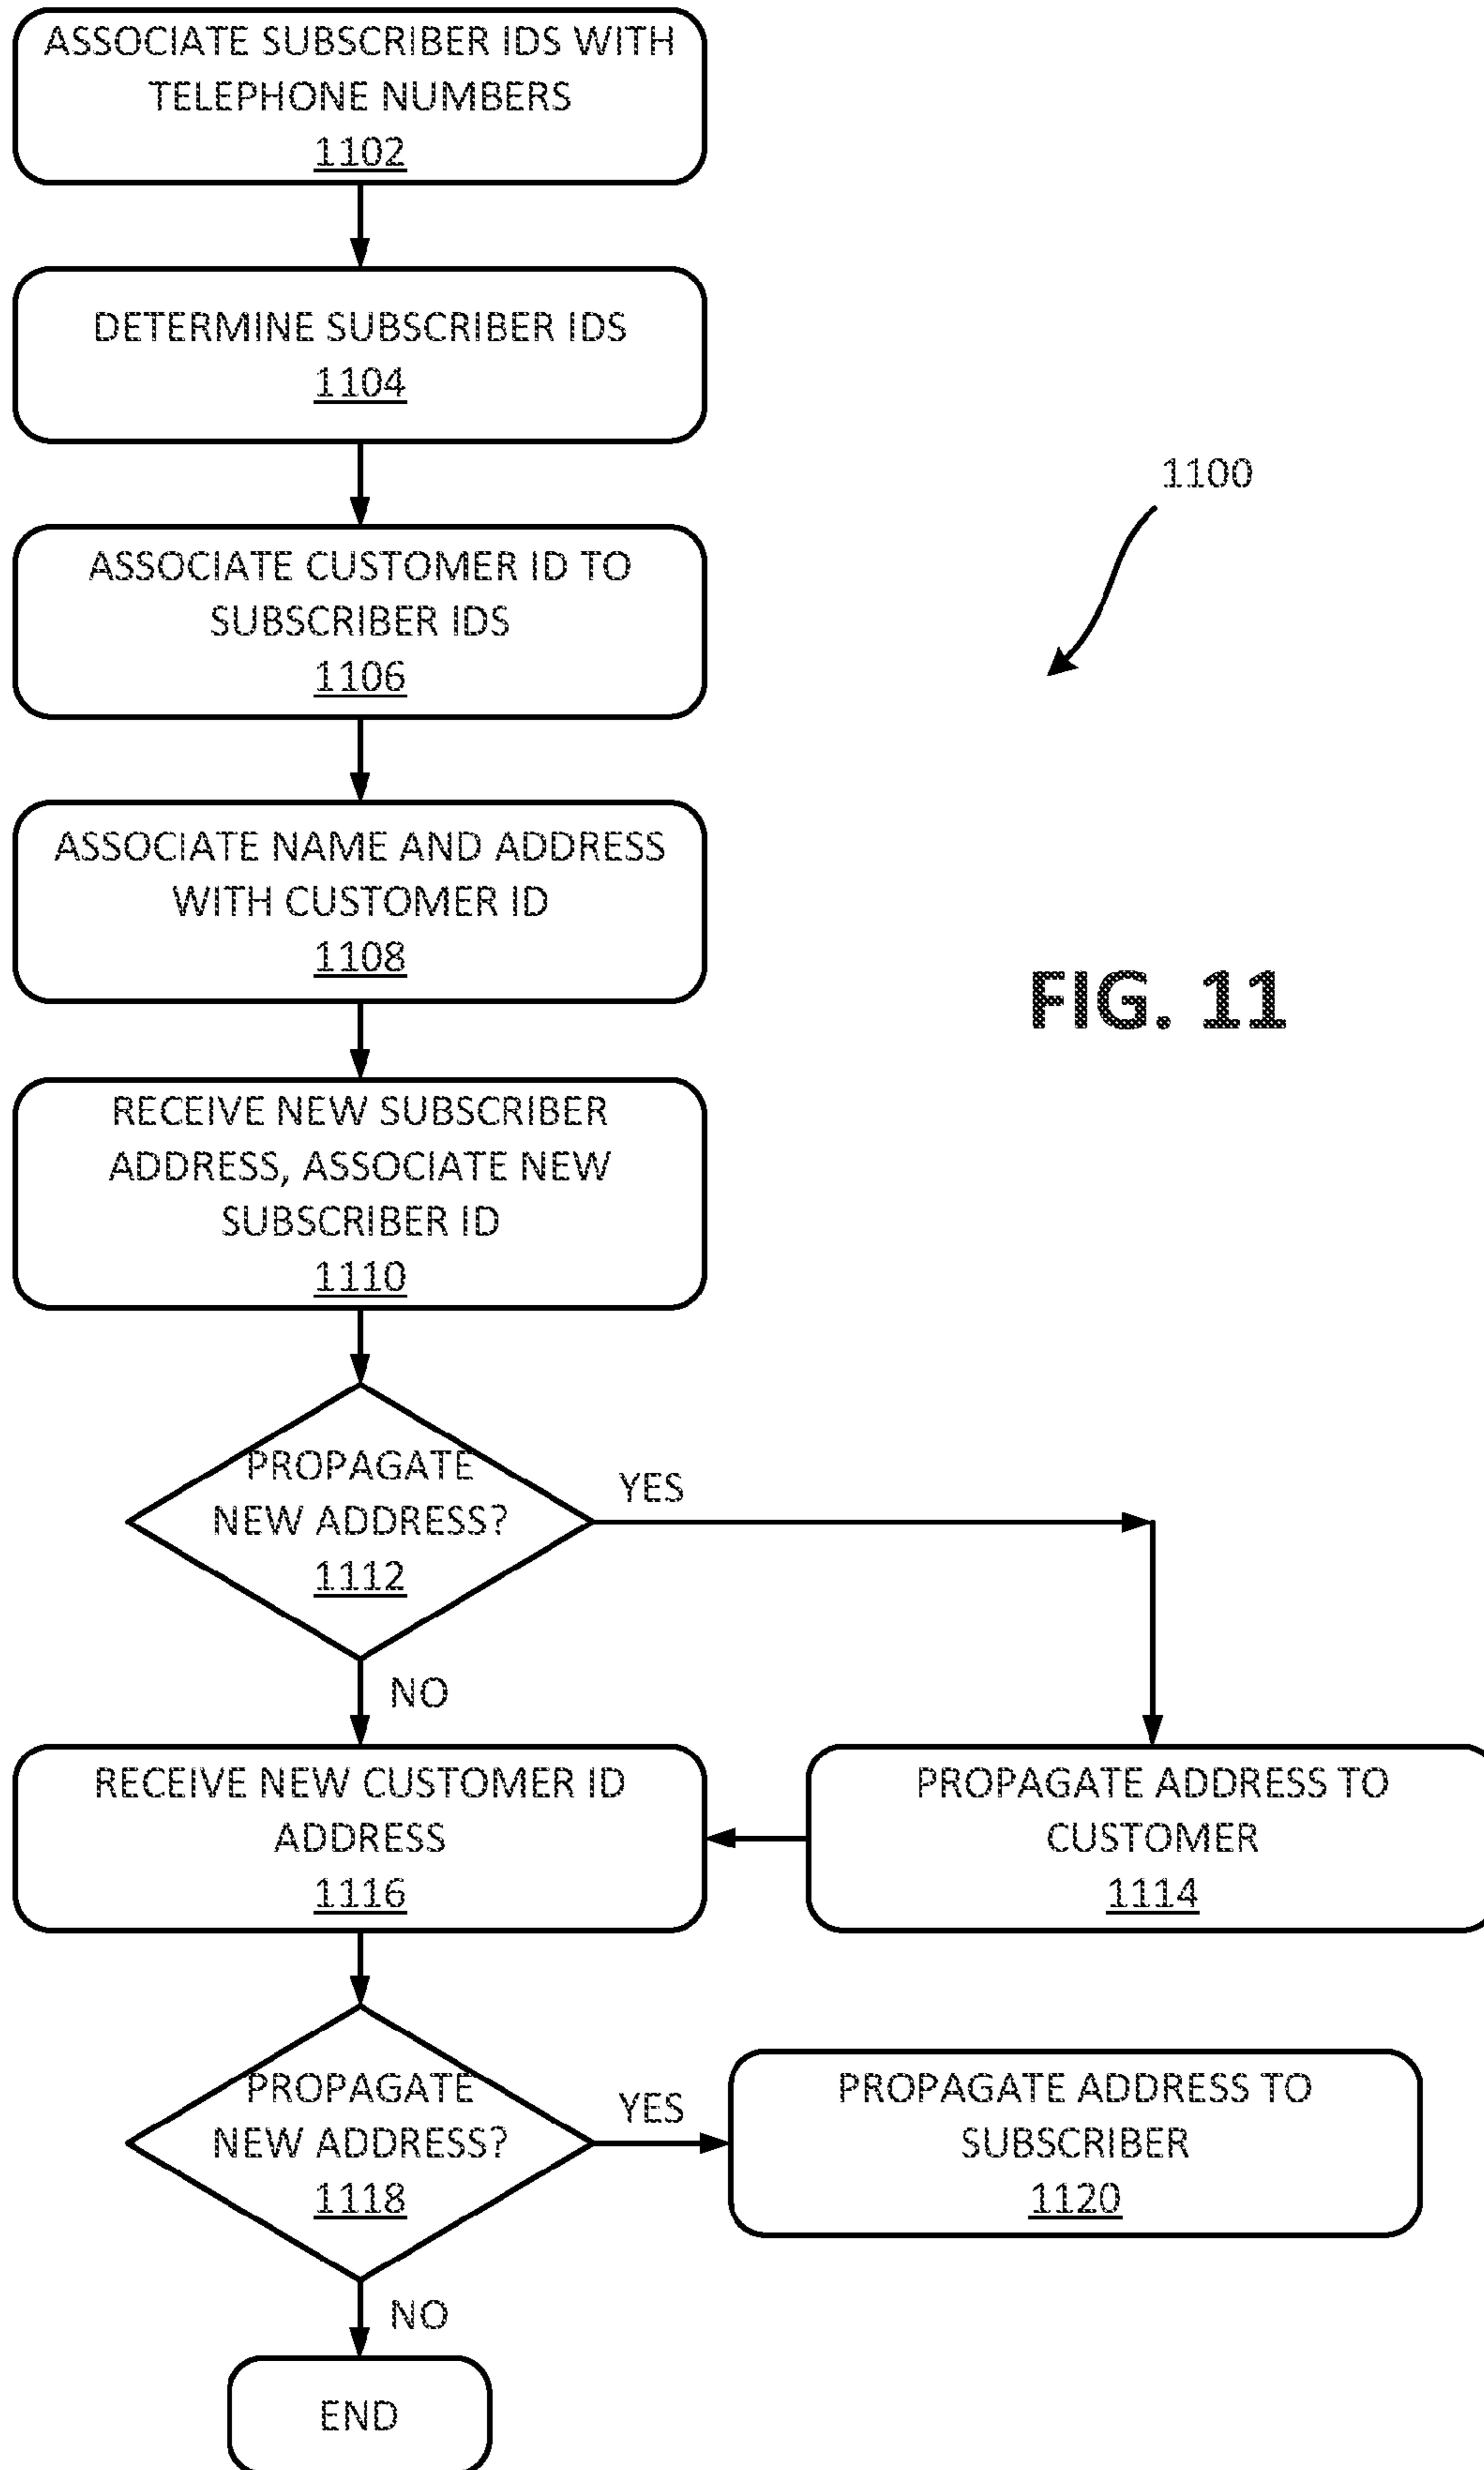 ASSOCIATE SUBSCRIBER IDS WITH
TELEPHONE NUMBERS
1102
DETERMINE SUBSCRIBER IDS
1104
1100
ASSOCIATE CUSTOMER ID TO
SUBSCRIBER IDS
1106
ASSOCIATE NAME AND ADDRESS
WITH CUSTOMER ID
1108
FIG. 11
RECEIVE NEW SUBSCRIBER
ADDRESS, ASSOCIATE NEW
SUBSCRIBER ID
1110
PROPAGATE
NEW ADDRESS?
1112
YES
NO
RECEIVE NEW CUSTOMER ID
ADDRESS
1116
PROPAGATE ADDRESS TO
CUSTOMER
1114
PROPAGATE
NEW ADDRESS?
1118
YES
PROPAGATE ADDRESS TO
SUBSCRIBER
1120
NO
END